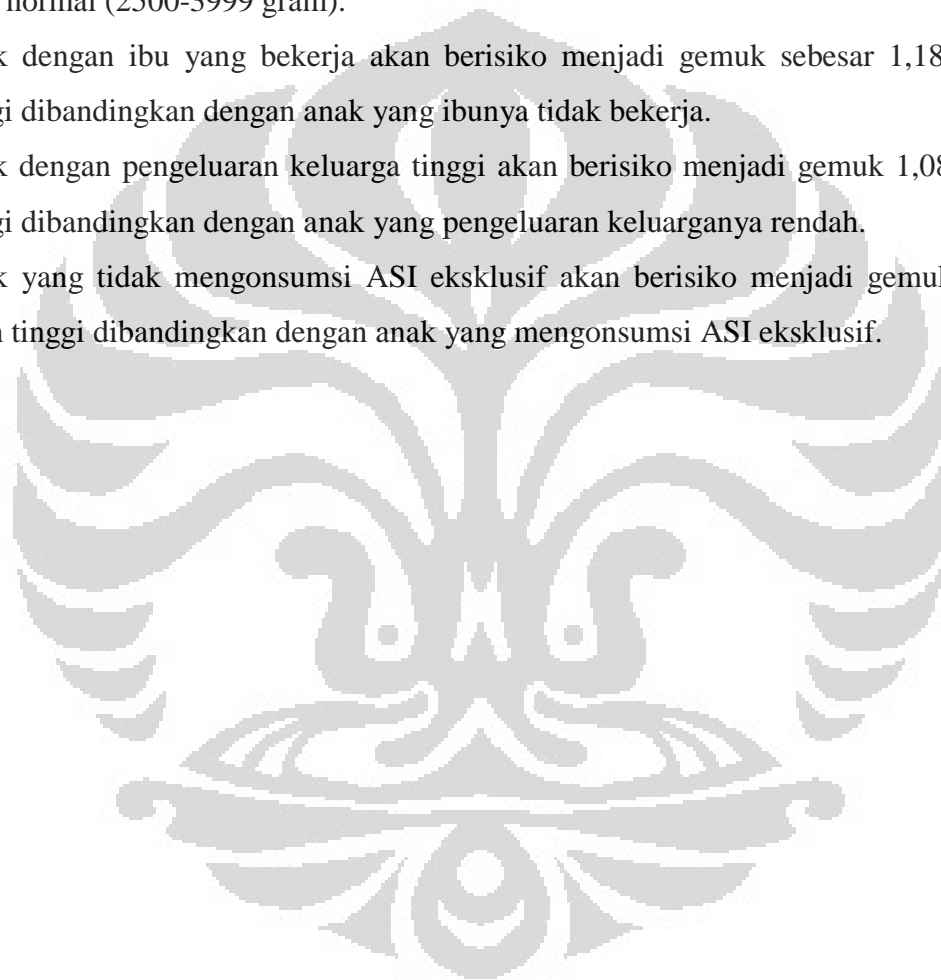 normal (2500-3999 gram).
k dengan ibu yang bekerja akan berisiko menjadi gemuk sebesar 1,18
gi dibandingkan dengan anak yang ibunya tidak bekerja.
k dengan pengeluaran keluarga tinggi akan berisiko menjadi gemuk 1,08
gi dibandingkan dengan anak yang pengeluaran keluarganya rendah.
k yang tidak mengonsumsi ASI eksklusif akan berisiko menjadi gemuk
n tinggi dibandingkan dengan anak yang mengonsumsi ASI eksklusif.